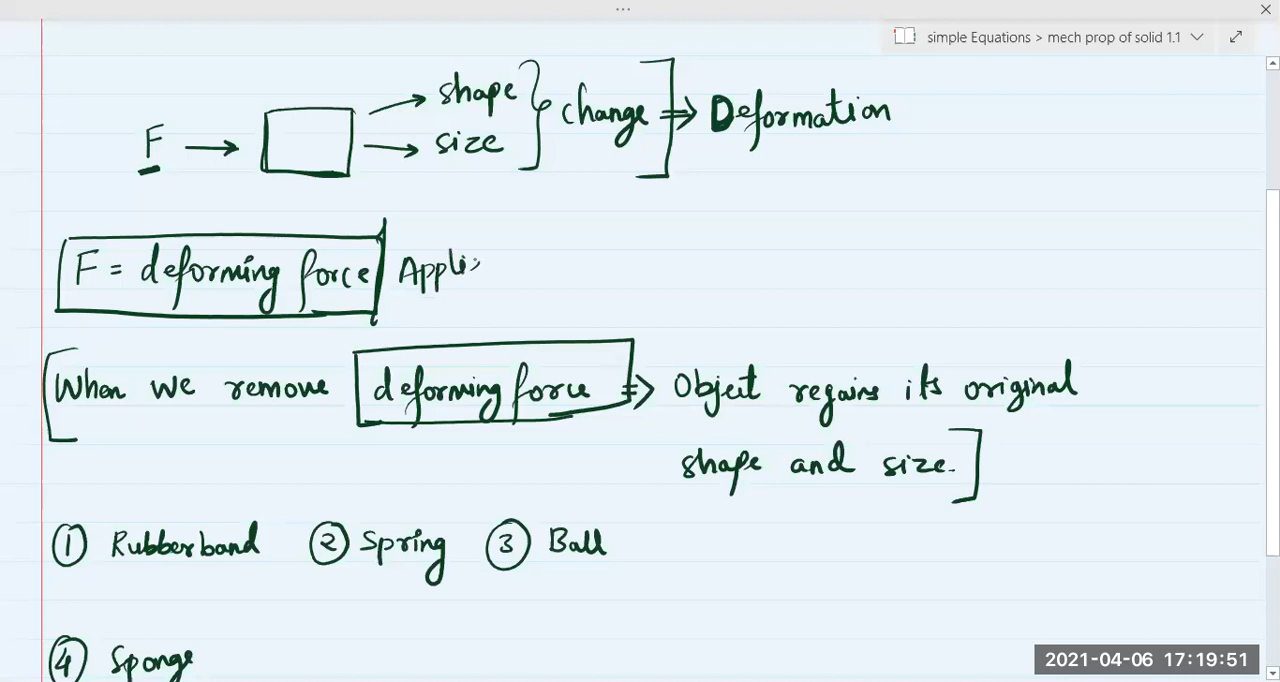 simple Equations > mech prop of solid 1.1
F → → shape → size } change ] ⇒ Deformation
F = deforming force Appli
[When we remove deforming force ⇒ Object regains its original
shape and size.]
① Rubberband ② Spring ③ Ball
④ Sponge
2021-04-06 17:19:51